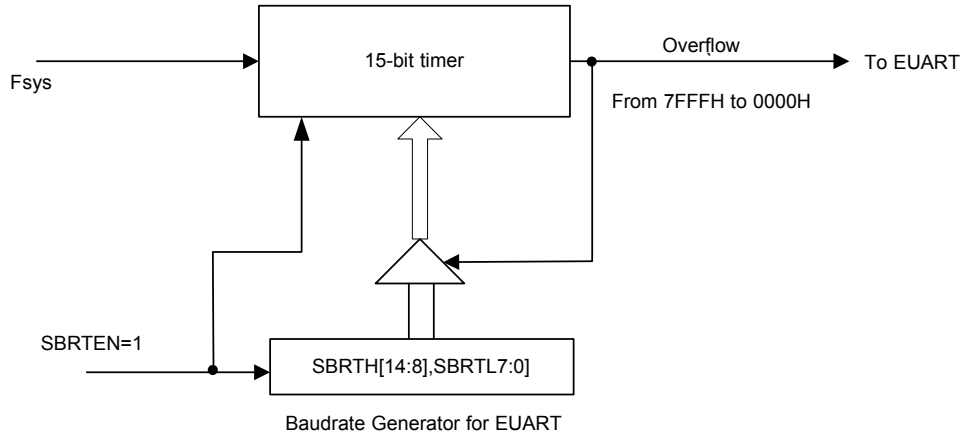 Overflow
15-bit timer
To EUART
Fsys
From 7FFFH to 0000H
SBRTEN=1
SBRTH[14:8],SBRTL7:0]
Baudrate Generator for EUART